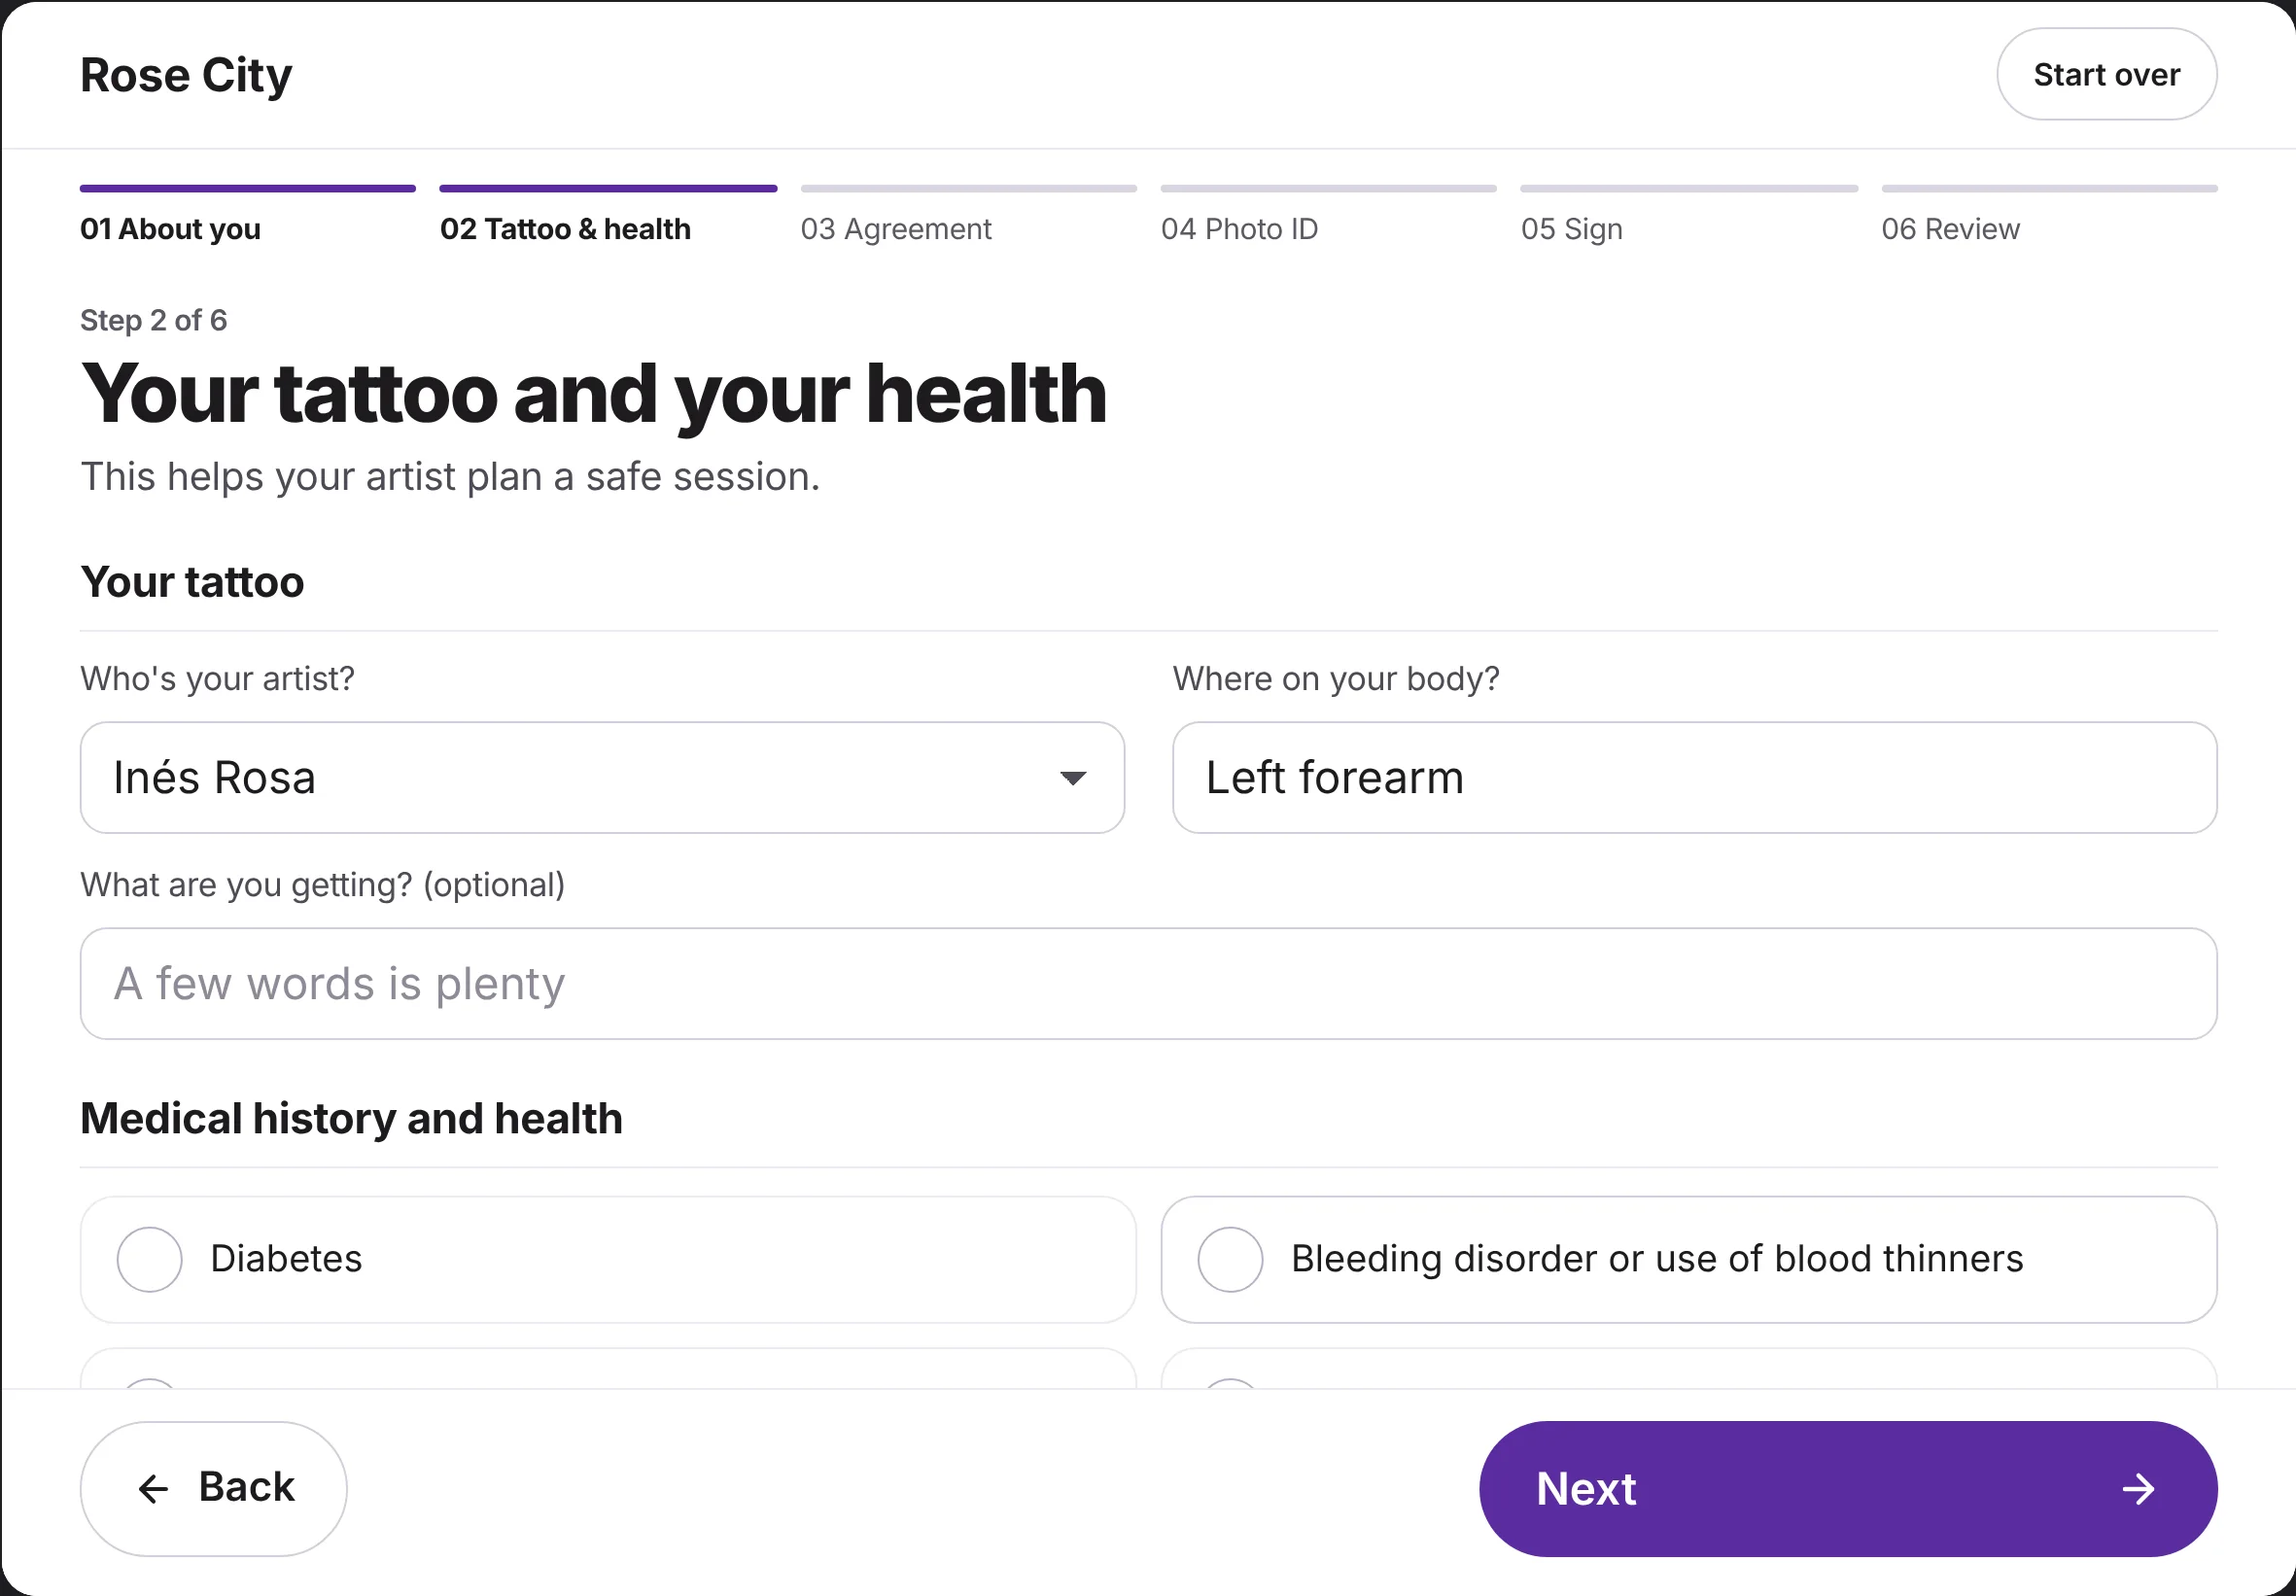 Rose City
Start over
01 About you
02 Tattoo & health
03 Agreement
04 Photo ID
05 Sign
06 Review
Step 2 of 6
Your tattoo and your health
This helps your artist plan a safe session.
Your tattoo
Who's your artist?
Where on your body?
Inés Rosa
Left forearm
What are you getting? (optional)
A few words is plenty
Medical history and health
Diabetes
Bleeding disorder or use of blood thinners
Back
Next